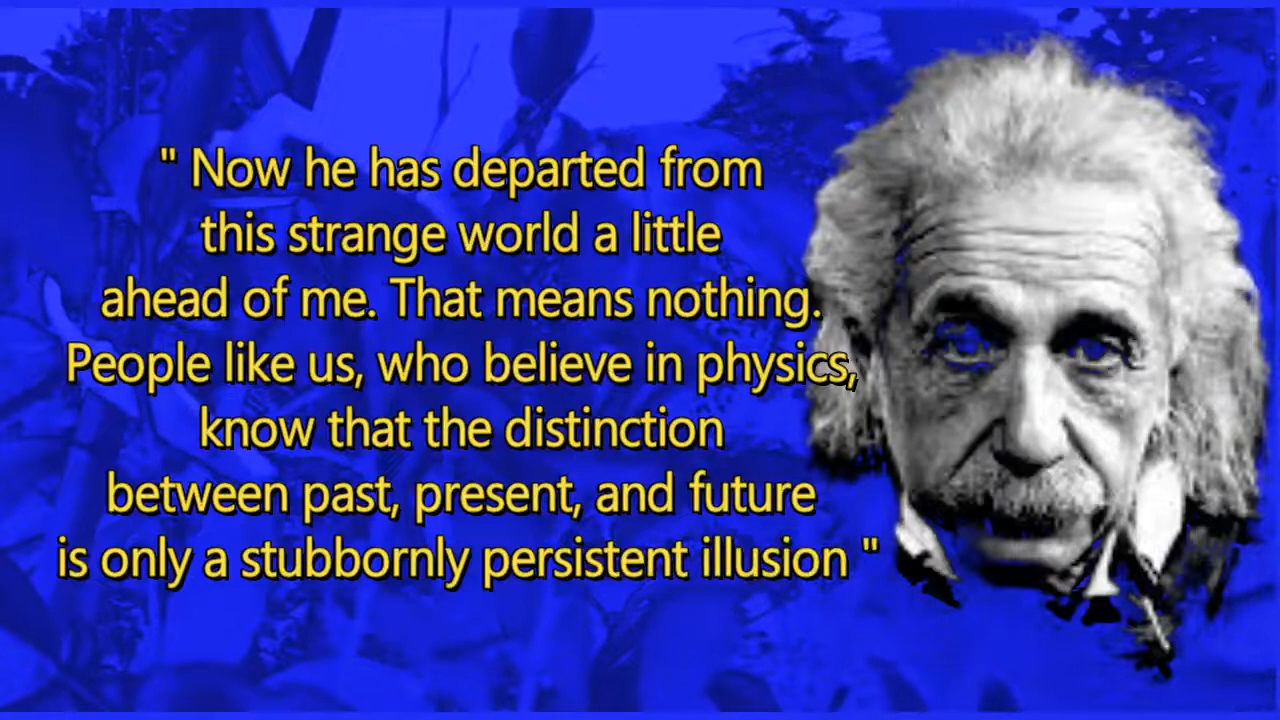 " Now he has departed from
this strange world a little
ahead of me. That means nothing.
People like us, who believe in physics,
know that the distinction
between past, present, and future
is only a stubbornly persistent illusion "